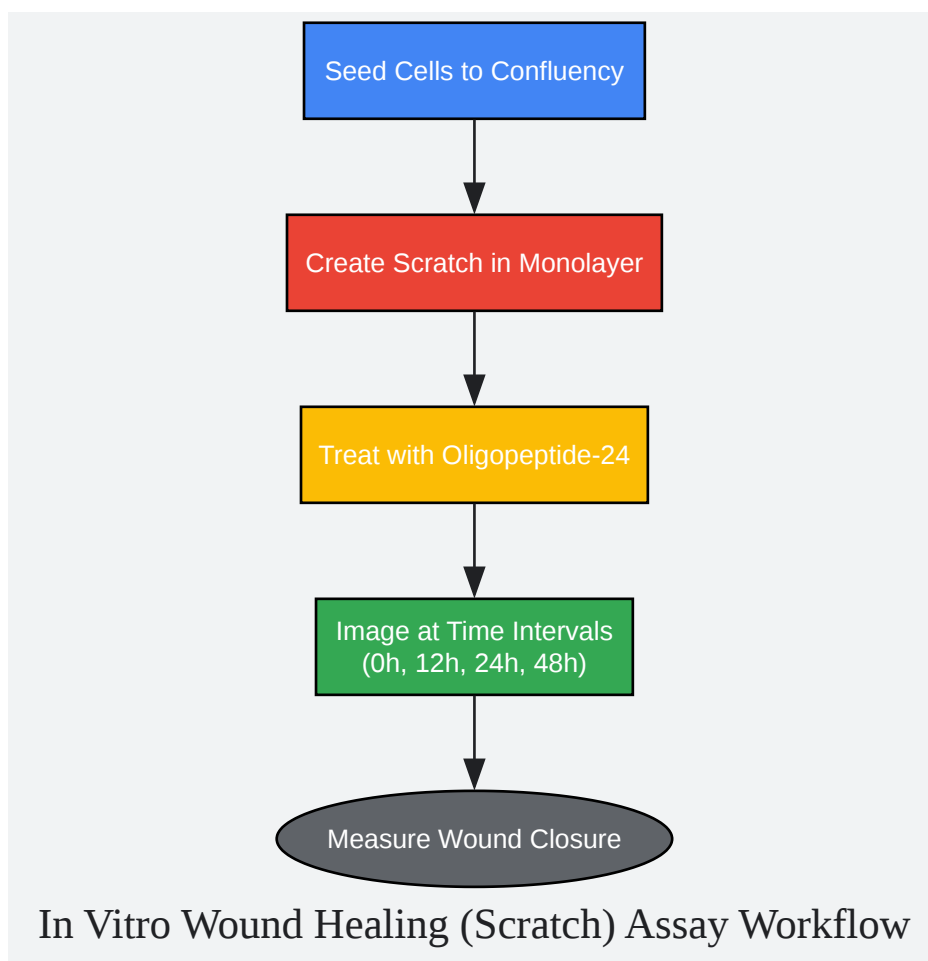 Seed Cells to Confluency
Create Scratch in Monolayer
Treat with Oligopeptide-24
Image at Time Intervals
(0h, 12h, 24h, 48h)
Measure Wound Closure
In Vitro Wound Healing (Scratch) Assay Workflow